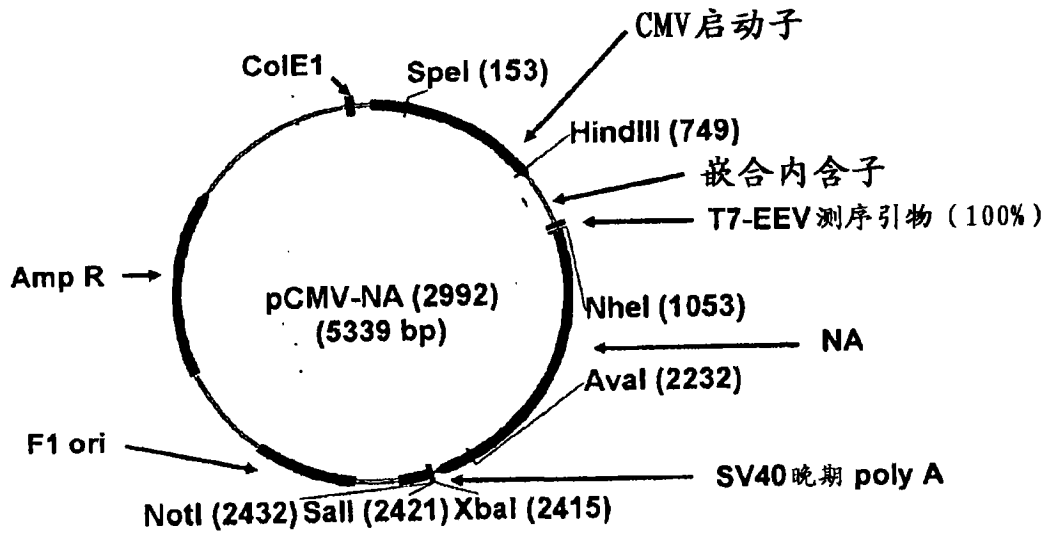 CMV启动子
ColE1
SpeI (153)
HindIII (749)
嵌合内含子
T7-EEV测序引物（100%）
Amp R
pCMV-NA (2992)
(5339 bp)
NheI (1053)
NA
AvaI (2232)
F1 ori
SV40晚期 poly A
NotI (2432) SalI (2421) XbaI (2415)